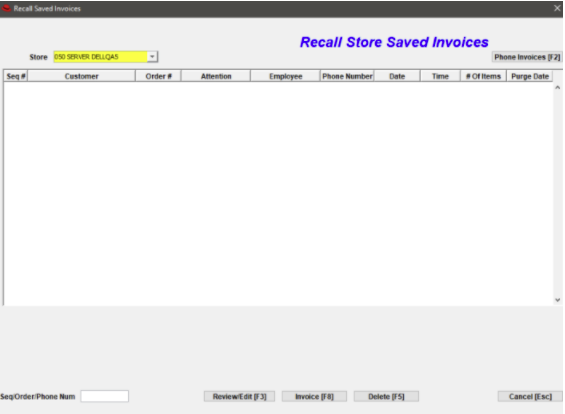 Recall Saved Invoices
Recall Store Saved Invoices
Store 050 SERVER DELLQAS
Phone Invoices [F2]
Seq # Customer Order # Attention Employee Phone Number Date Time # Of Items Purge Date
Seq/Order/Phone Num Review/Edit [F3] Invoice [F8] Delete [F5] Cancel [Esc]